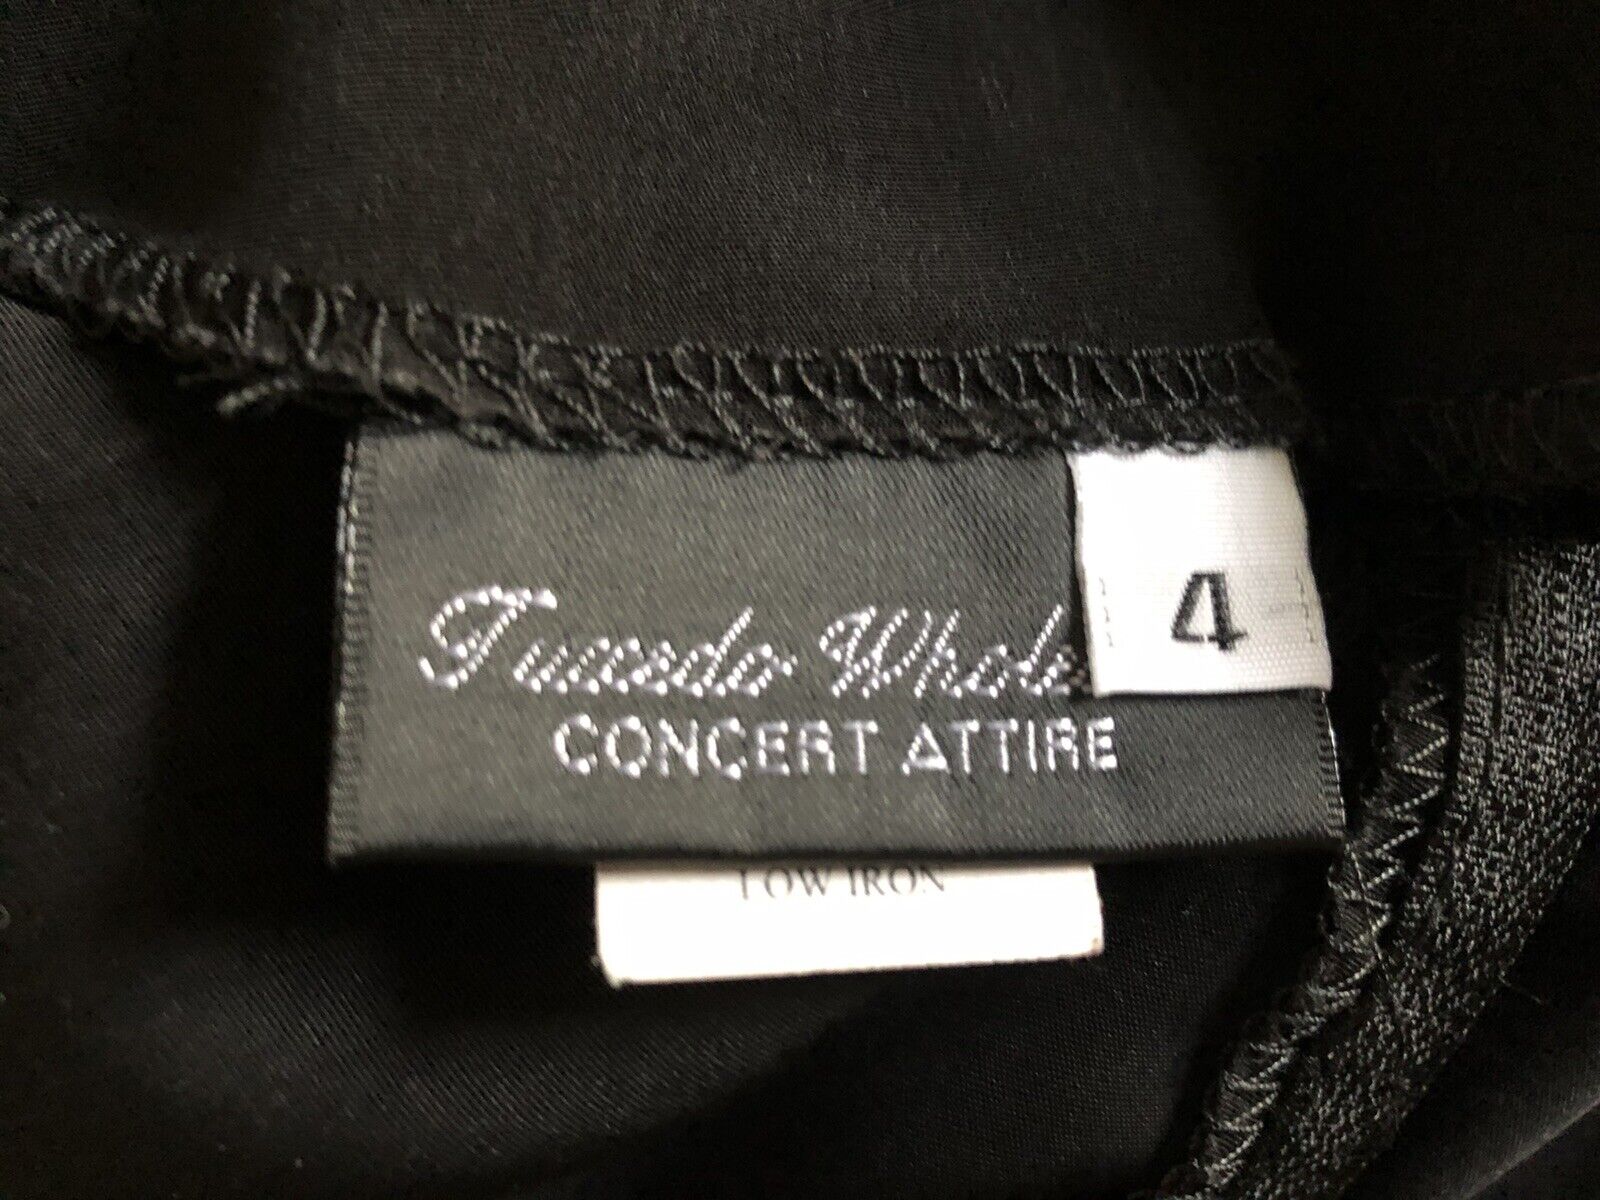 Tuxedo Whole
4
CONCERT ATTIRE
LOW IRON